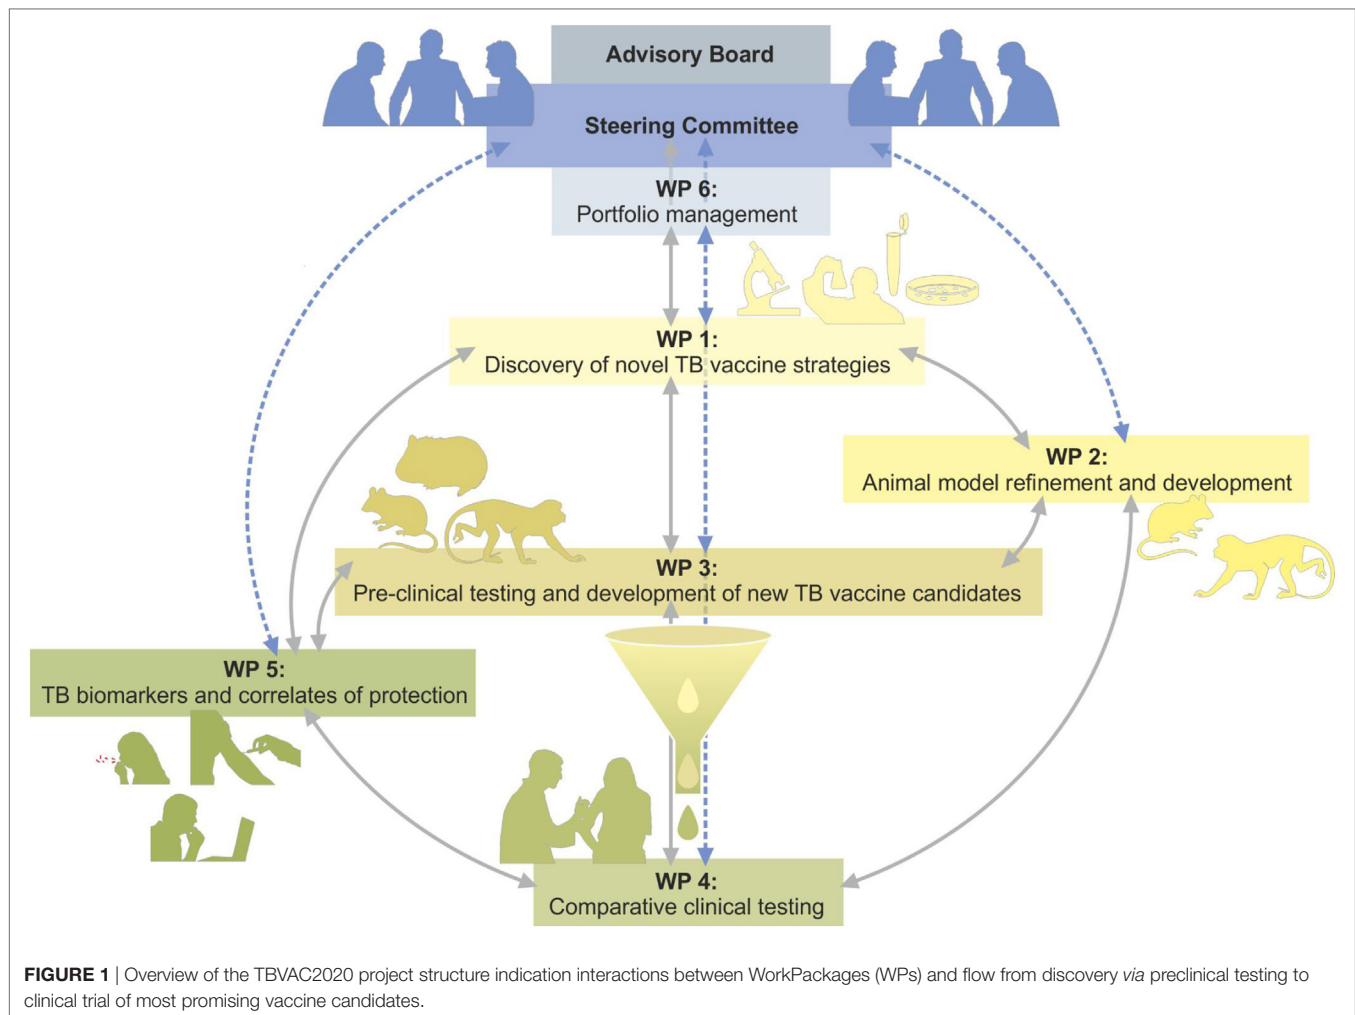 Advisory Board
Steering Committee
WP 6:
Portfolio management
WP 1:
Discovery of novel TB vaccine strategies
WP 2:
Animal model refinement and development
WP 3:
Pre-clinical testing and development of new TB vaccine candidates
WP 5:
TB biomarkers and correlates of protection
WP 4:
Comparative clinical testing
FIGURE 1 | Overview of the TBVAC2020 project structure indication interactions between WorkPackages (WPs) and flow from discovery via preclinical testing to
clinical trial of most promising vaccine candidates.